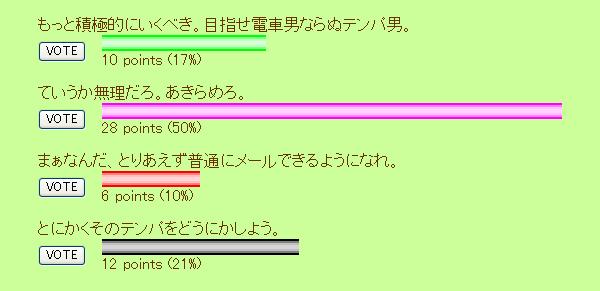 もっと積極的にいくべき。目指せ電車男ならぬテンパ男。
VOTE
10 points (17%)
ていうか無理だろ。あきらめろ。
VOTE
28 points (50%)
まぁなんだ、とりあえず普通にメールできるようになれ。
VOTE
6 points (10%)
とにかくそのテンパをどうにかしよう。
VOTE
12 points (21%)